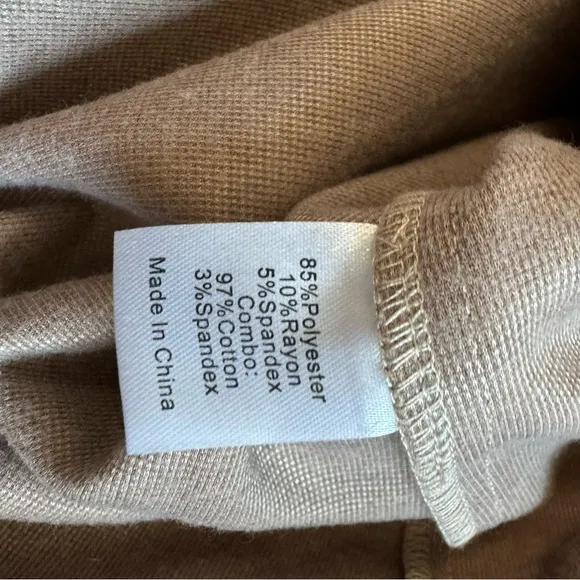 85%Polyester
10%Rayon
5%Spandex
Combo:
97%Cotton
3%Spandex
Made In China